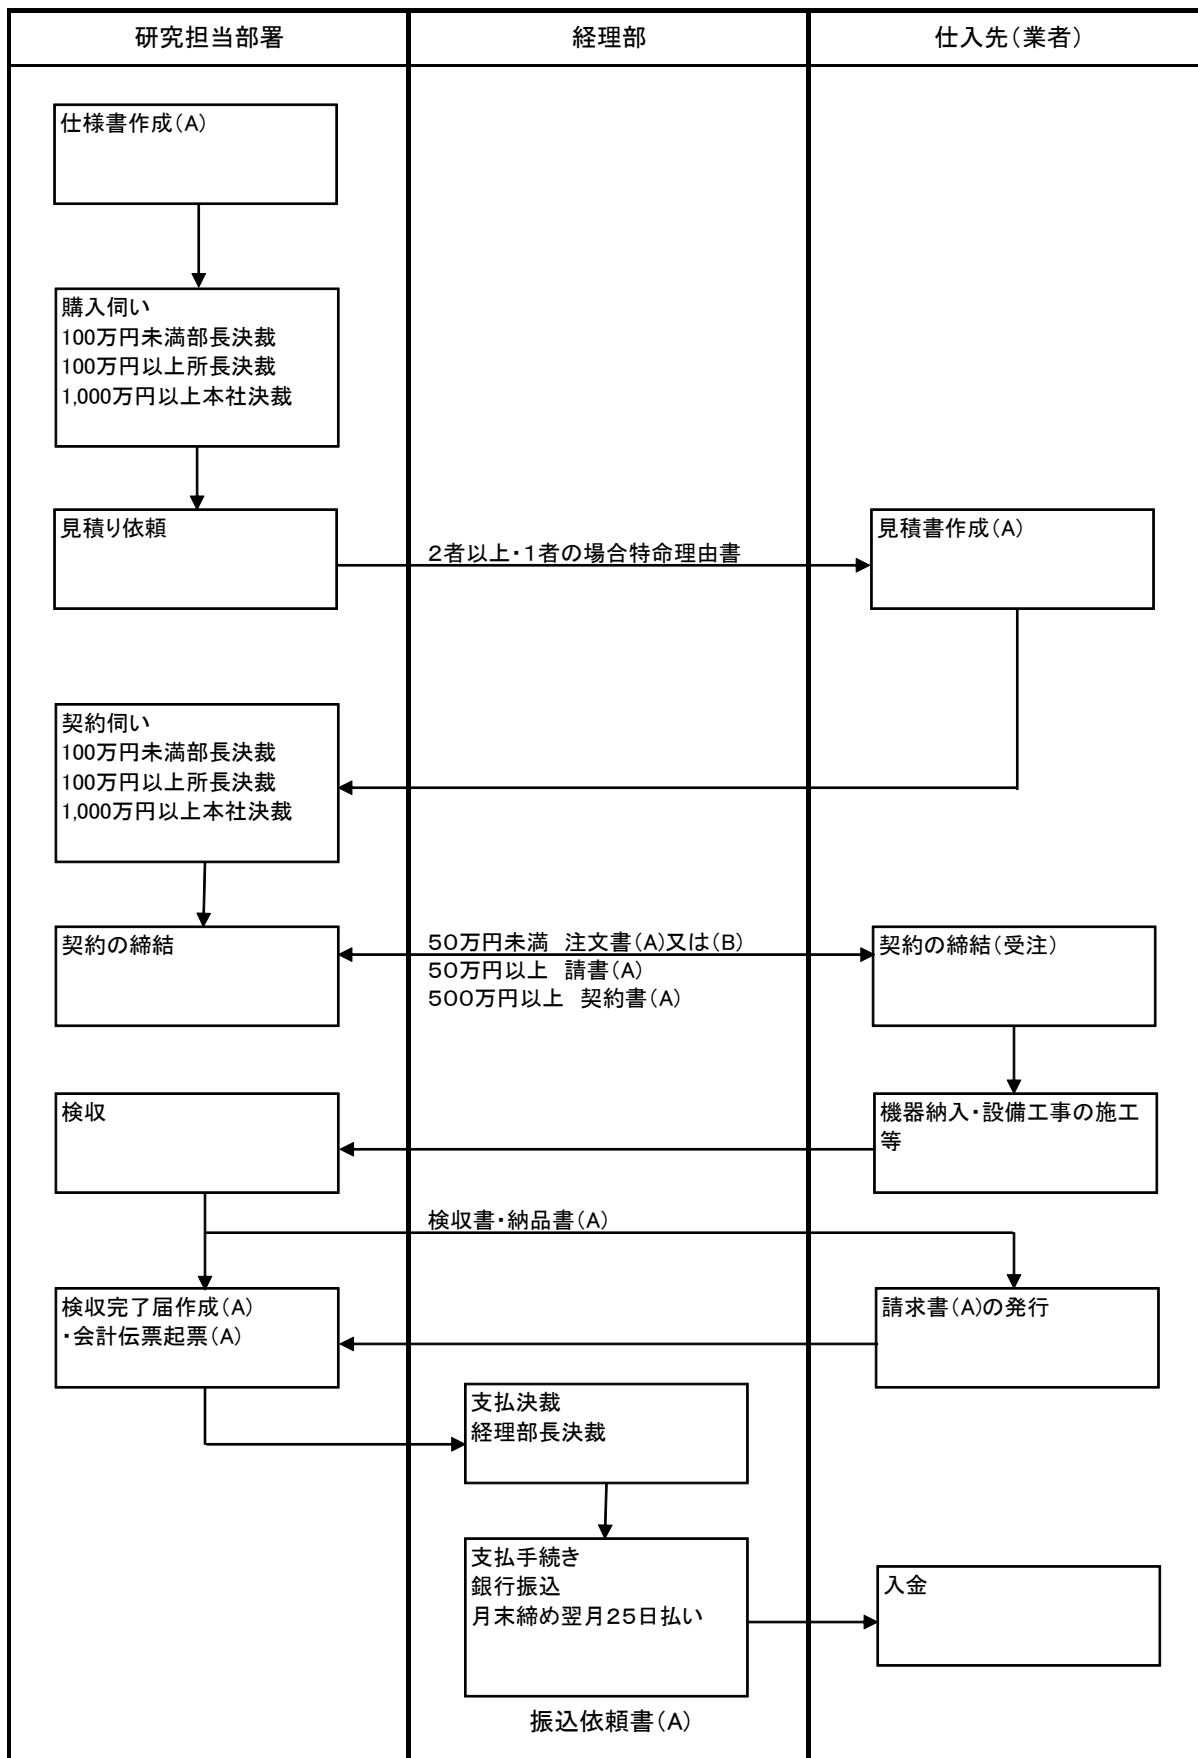 研究担当部署
経理部
仕入先(業者)
仕様書作成(A)
購入伺い
100万円未満部長決裁
100万円以上所長決裁
1,000万円以上本社決裁
見積り依頼
2者以上・1者の場合特命理由書
見積書作成(A)
契約伺い
100万円未満部長決裁
100万円以上所長決裁
1,000万円以上本社決裁
契約の締結
50万円未満 注文書(A)又は(B)
50万円以上 請書(A)
500万円以上 契約書(A)
契約の締結(受注)
検収
機器納入・設備工事の施工
等
検収書・納品書(A)
検収完了届作成(A)
・会計伝票起票(A)
請求書(A)の発行
支払決裁
経理部長決裁
支払手続き
銀行振込
月末締め翌月25日払い
入金
振込依頼書(A)